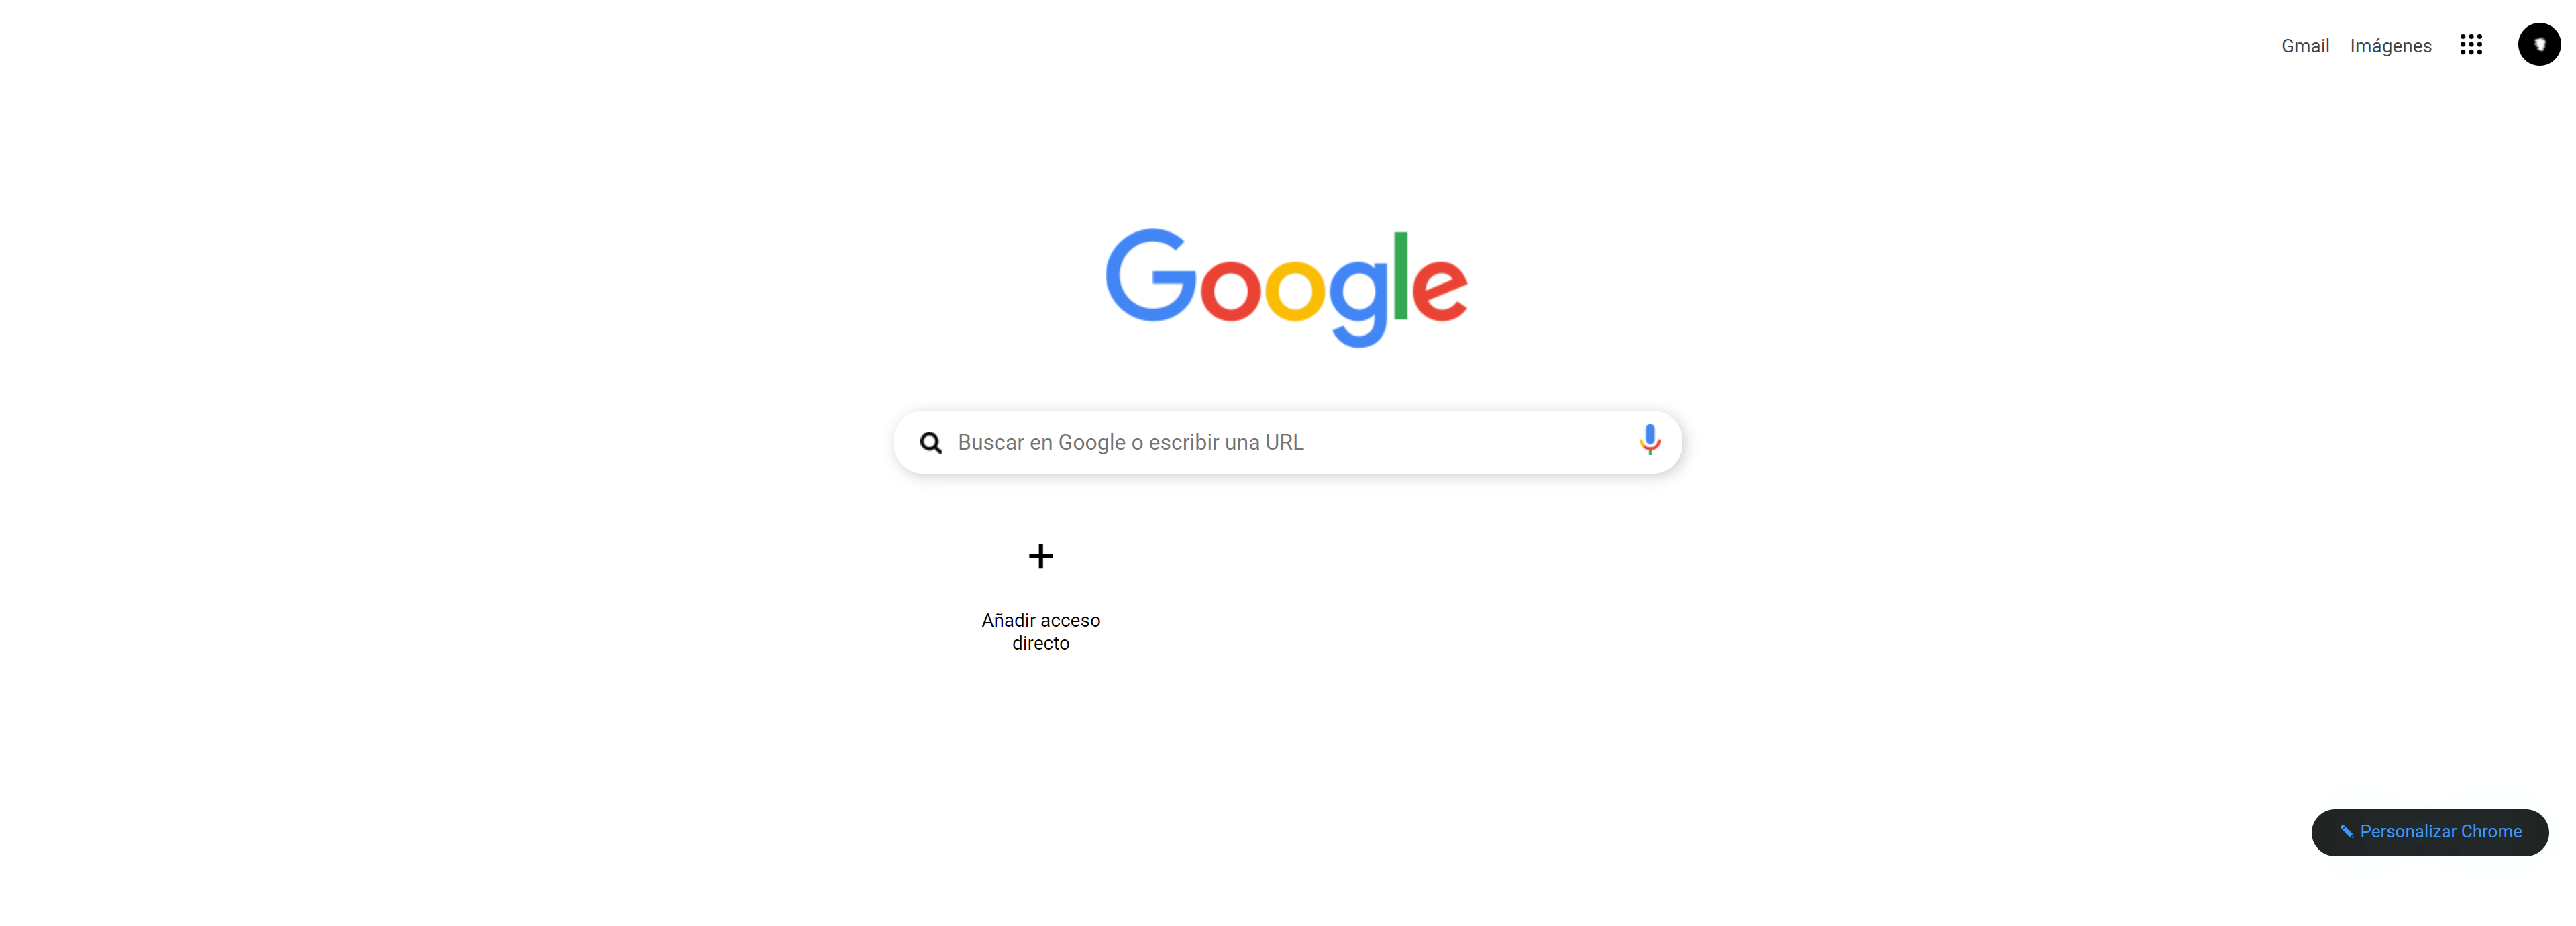 Gmail Imágenes
Google
Buscar en Google o escribir una URL
Añadir acceso
directo
Personalizar Chrome